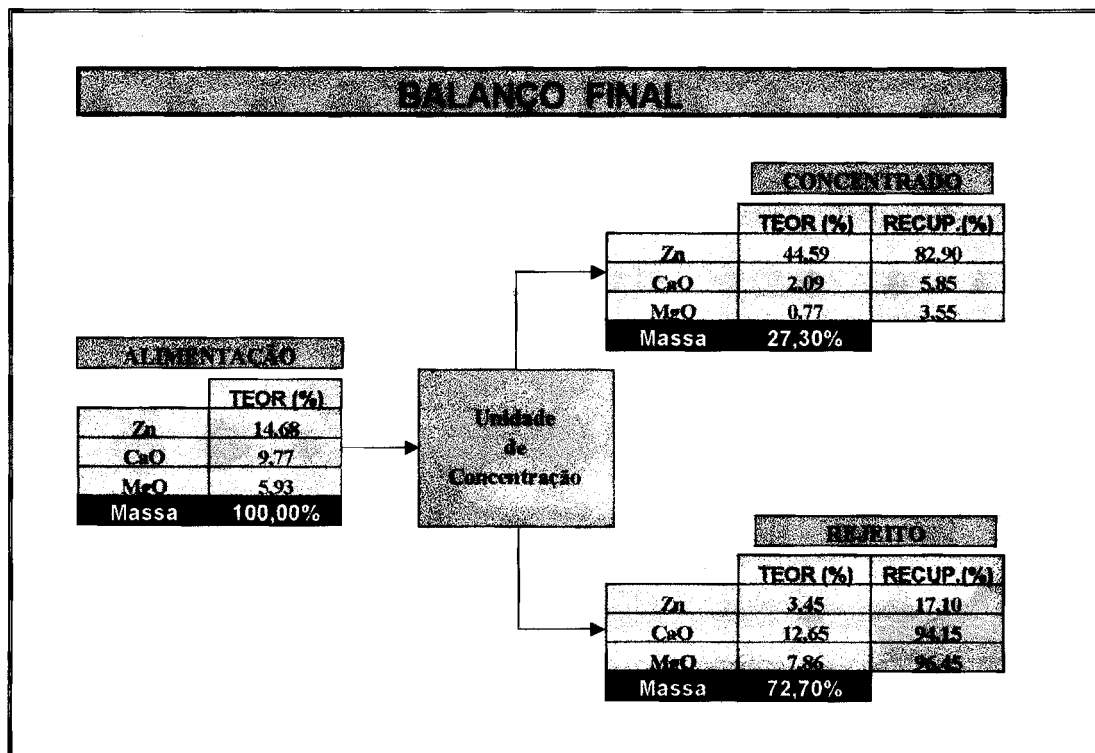 BALANÇO FINAL
CONCENTRADO
TEOR (%) RECUP.(%)
Zn 44,59 82,90
CaO 2,09 5,85
MgO 0,77 3,55
Massa 27,30%
ALIMENTAÇÃO
TEOR (%)
Zn 14,68
CaO 9,77
MgO 5,93
Massa 100,00%
Unidade
de
Concentração
REJEITO
TEOR (%) RECUP.(%)
Zn 3,45 17,10
CaO 12,65 94,15
MgO 7,86 96,45
Massa 72,70%